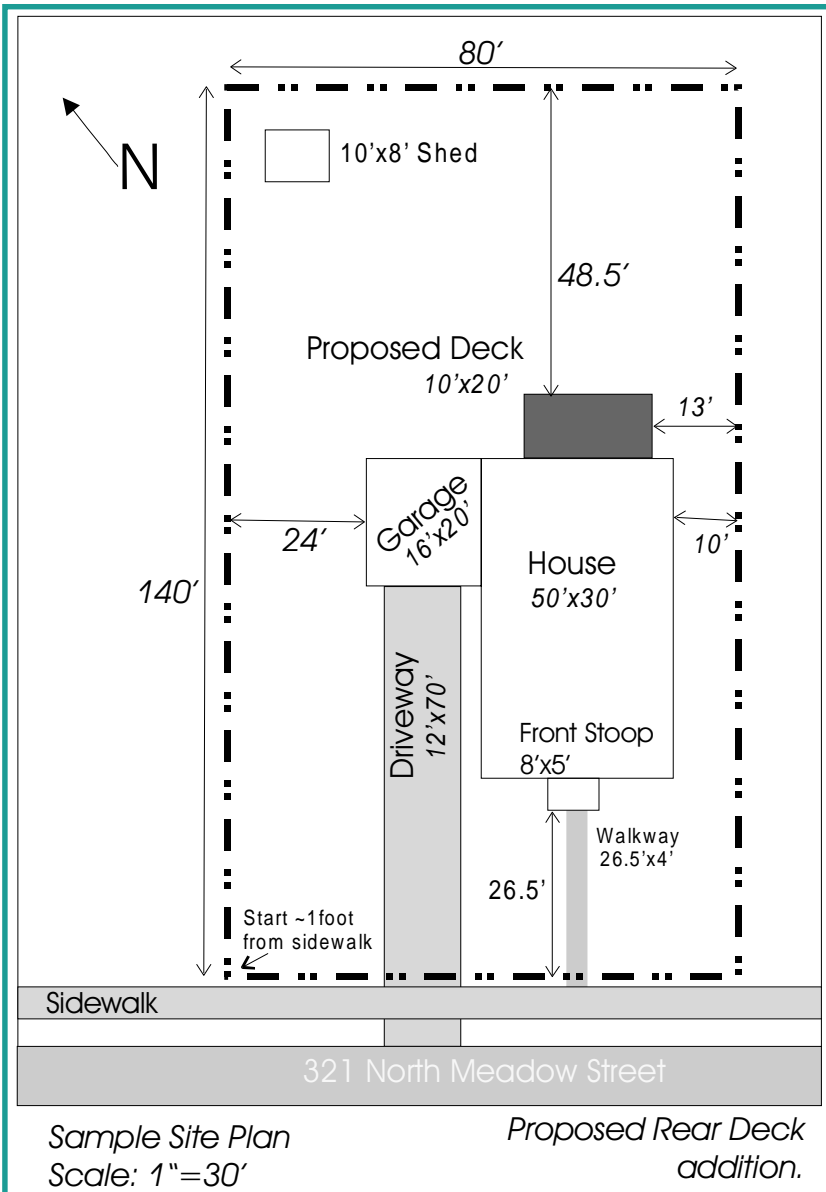 80'
N
10'x8' Shed
48.5'
Proposed Deck
10'x20'
13'
Garage
16'x20'
24'
10'
House
50'x30'
140'
Driveway
12'x70'
Front Stoop
8'x5'
Walkway
26.5'x4'
26.5'
Start ~1foot
from sidewalk
Sidewalk
321 North Meadow Street
Sample Site Plan
Scale: 1"=30'
Proposed Rear Deck
addition.